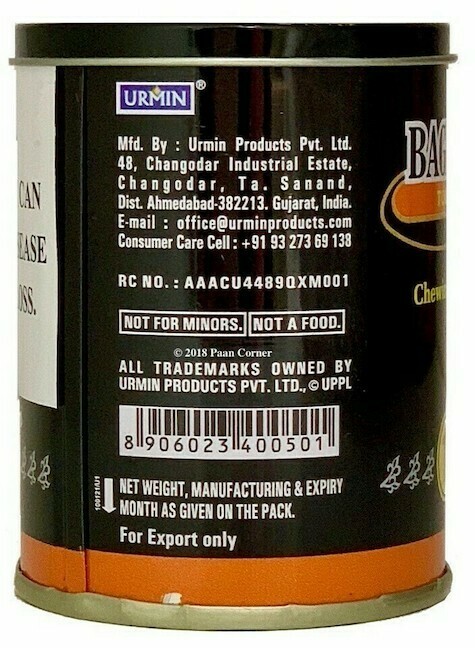 URMIN®
Mfd. By : Urmin Products Pvt. Ltd.
48, Changodar Industrial Estate,
Changodar, Ta. Sanand,
Dist. Ahmedabad-382213. Gujarat, India.
E-mail : office@urminproducts.com
Consumer Care Cell : +91 93 273 69 138
RC NO. : AAACU4489QXM001
NOT FOR MINORS. NOT A FOOD.
© 2018 Paan Corner
ALL TRADEMARKS OWNED BY
URMIN PRODUCTS PVT. LTD., © UPPL
8 906023 400501
NET WEIGHT, MANUFACTURING & EXPIRY
MONTH AS GIVEN ON THE PACK.
For Export only
CAN
BAG
Chew